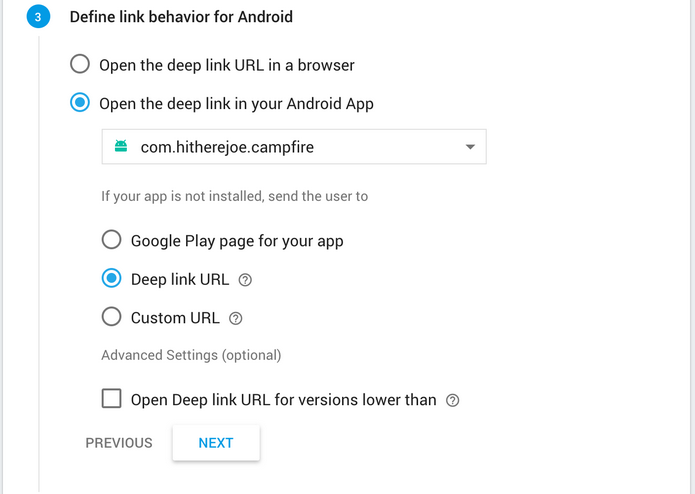 3 Define link behavior for Android
Open the deep link URL in a browser
Open the deep link in your Android App
com.hitherejoe.campfire
If your app is not installed, send the user to
Google Play page for your app
Deep link URL ?
Custom URL ?
Advanced Settings (optional)
Open Deep link URL for versions lower than ?
PREVIOUS NEXT